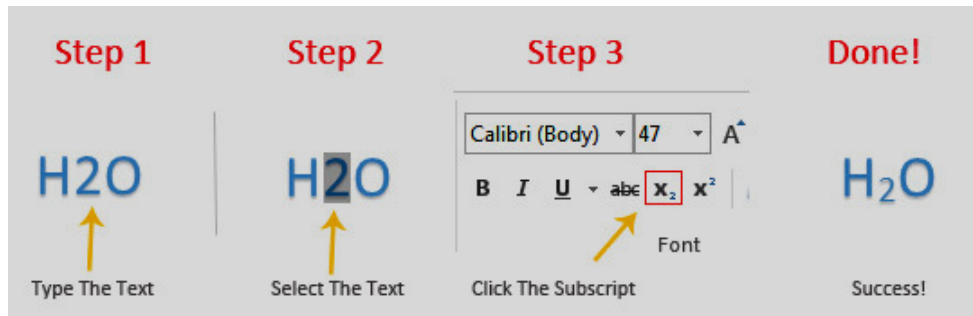 Step 1
Step 2
Step 3
Done!
H2O
H2O
Calibri (Body) 47 A
B I U abc X₂ X²
H₂O
Font
Type The Text
Select The Text
Click The Subscript
Success!